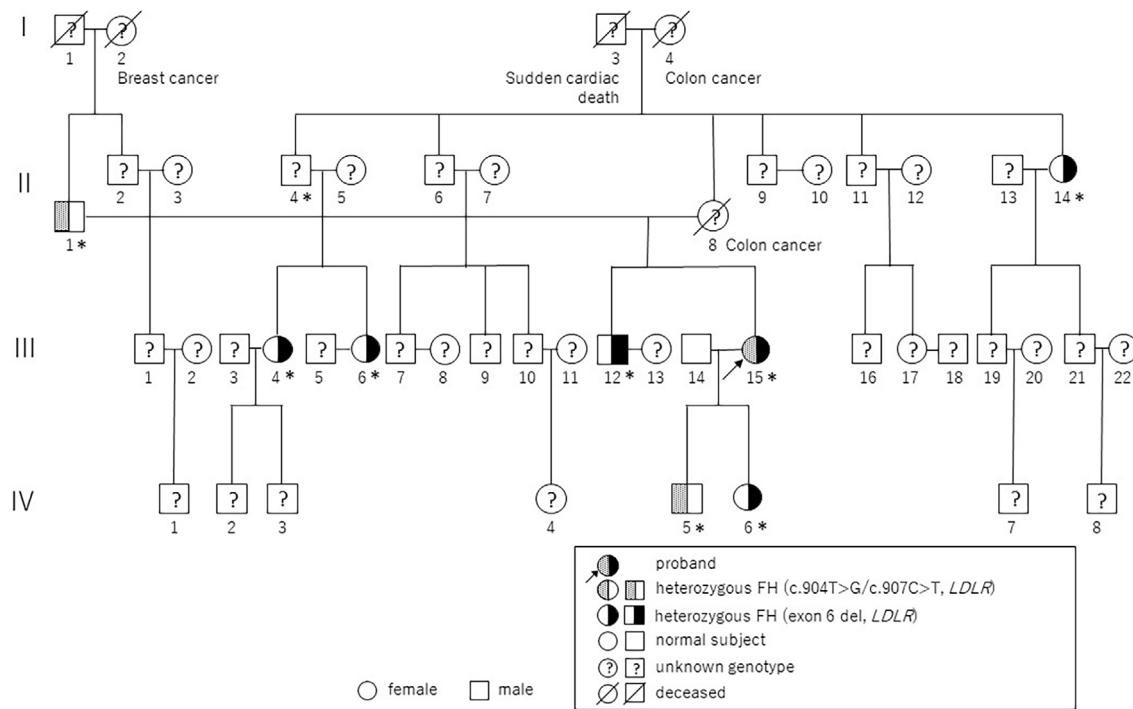 I
? ? ? ?
1 2 3 4
Breast cancer Sudden cardiac Colon cancer
death
II
? ? ? ? ? ? ? ? ? ? ?
2 3 4* 5 6 7 9 10 11 12 13 14*
?
1* 8 Colon cancer
III
? ? ? ? ? ? ? ? ? ? ? ? ? ? ? ? ? ?
1 2 3 4* 5 6* 7 8 9 10 11 12* 13 14 15* 16 17 18 19 20 21 22
IV
? ? ? ? ? ?
1 2 3 4 5* 6* 7 8
proband
heterozygous FH (c.904T>G/c.907C>T, LDLR)
heterozygous FH (exon 6 del, LDLR)
normal subject
? ? unknown genotype
female male deceased